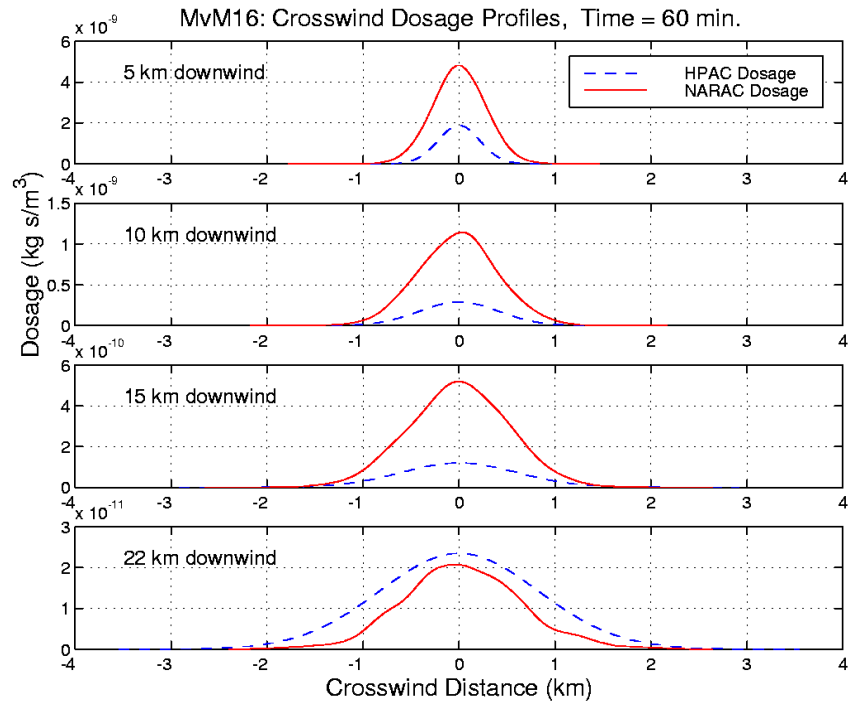 MvM16: Crosswind Dosage Profiles, Time = 60 min.
x 10^-9
5 km downwind
HPAC Dosage
NARAC Dosage
6
4
2
0
-4 -3 -2 -1 0 1 2 3 4
x 10^-9
10 km downwind
1.5
1
0.5
0
-4 -3 -2 -1 0 1 2 3 4
x 10^-10
15 km downwind
6
4
2
0
-4 -3 -2 -1 0 1 2 3 4
x 10^-11
22 km downwind
3
2
1
0
-4 -3 -2 -1 0 1 2 3 4
Dosage (kg s/m^3)
Crosswind Distance (km)